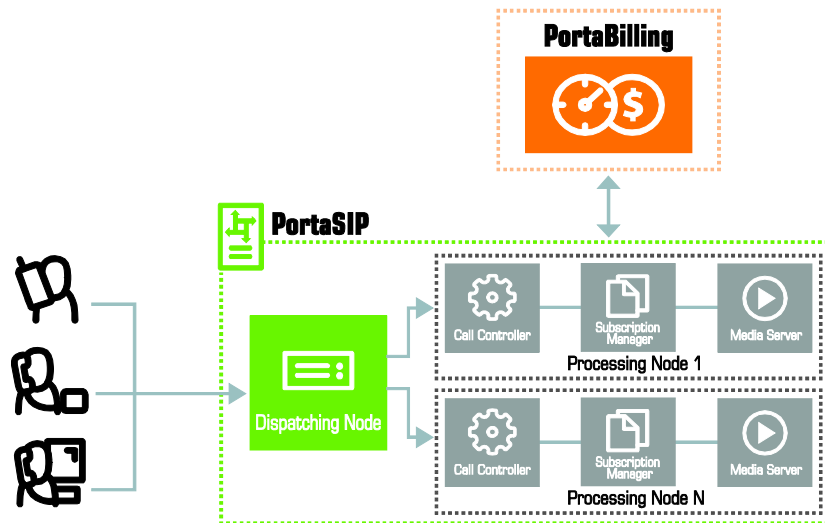 PortaBilling
$
PortaSIP
Dispatching Node
Call Controller
Subscription
Manager
Media Server
Processing Node 1
Call Controller
Subscription
Manager
Media Server
Processing Node N